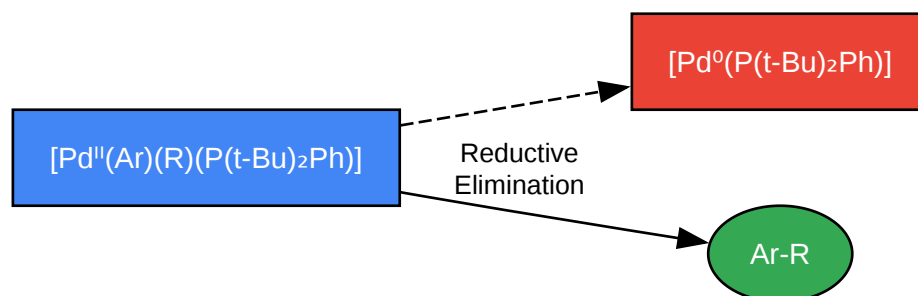 [Pd⁰(P(t-Bu)₂Ph)]
[Pdᴵᴵ(Ar)(R)(P(t-Bu)₂Ph)]
Reductive
Elimination
Ar-R